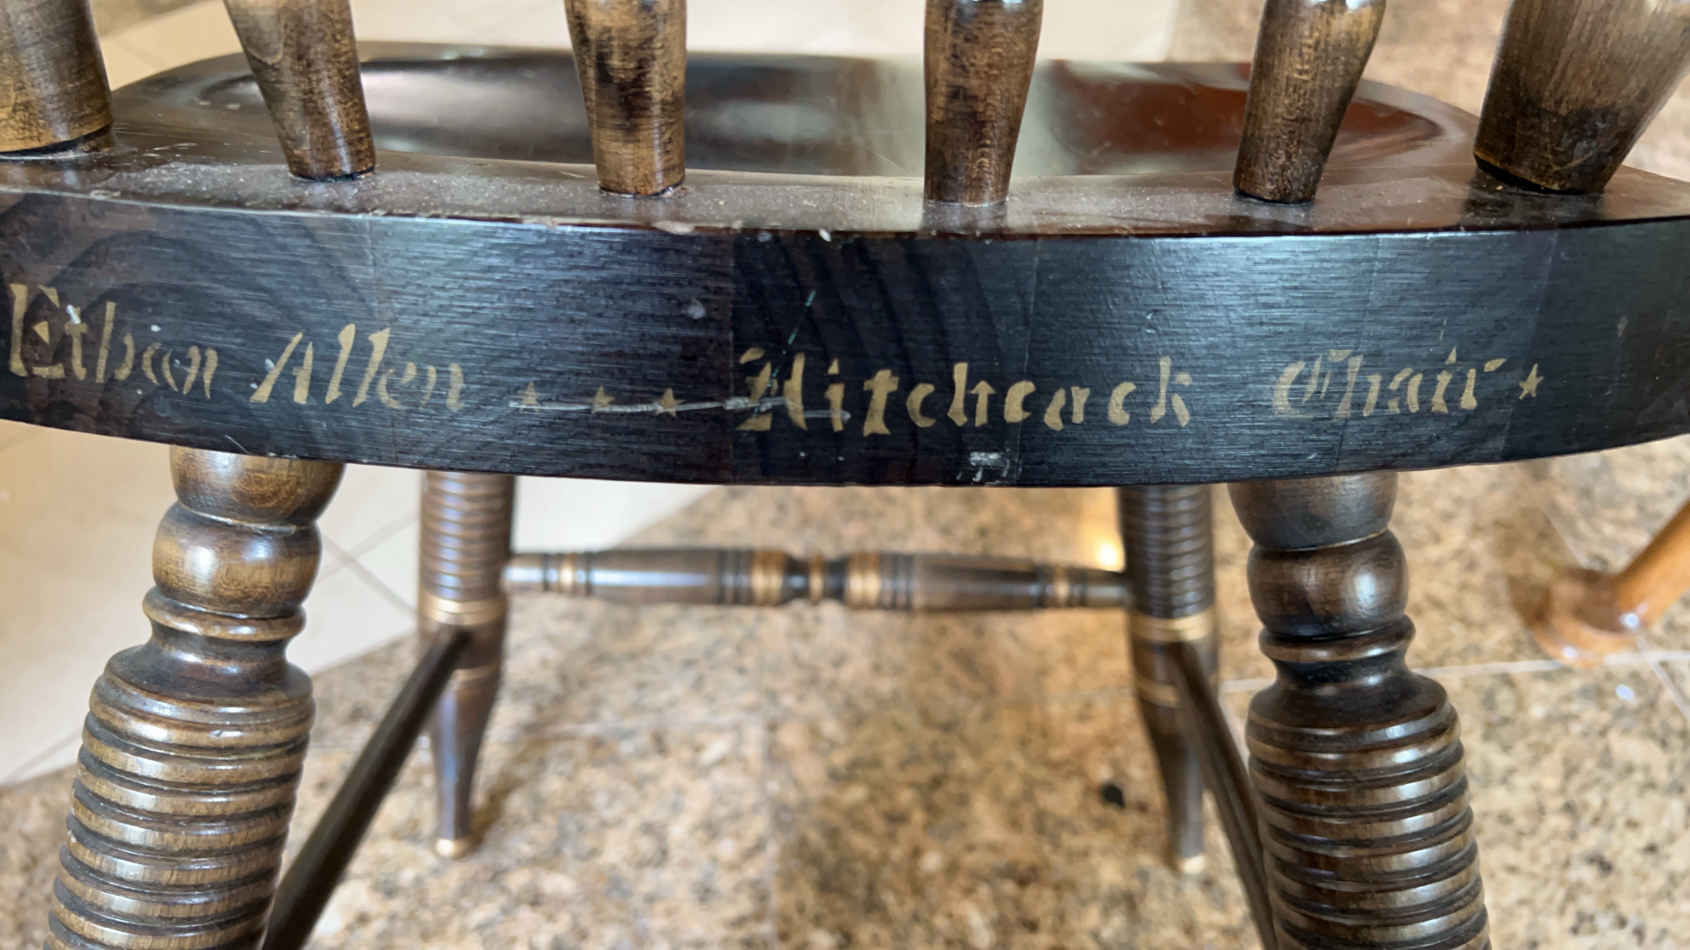 Ethan Allen ★ ★ ★ Hitchcock Chair ★